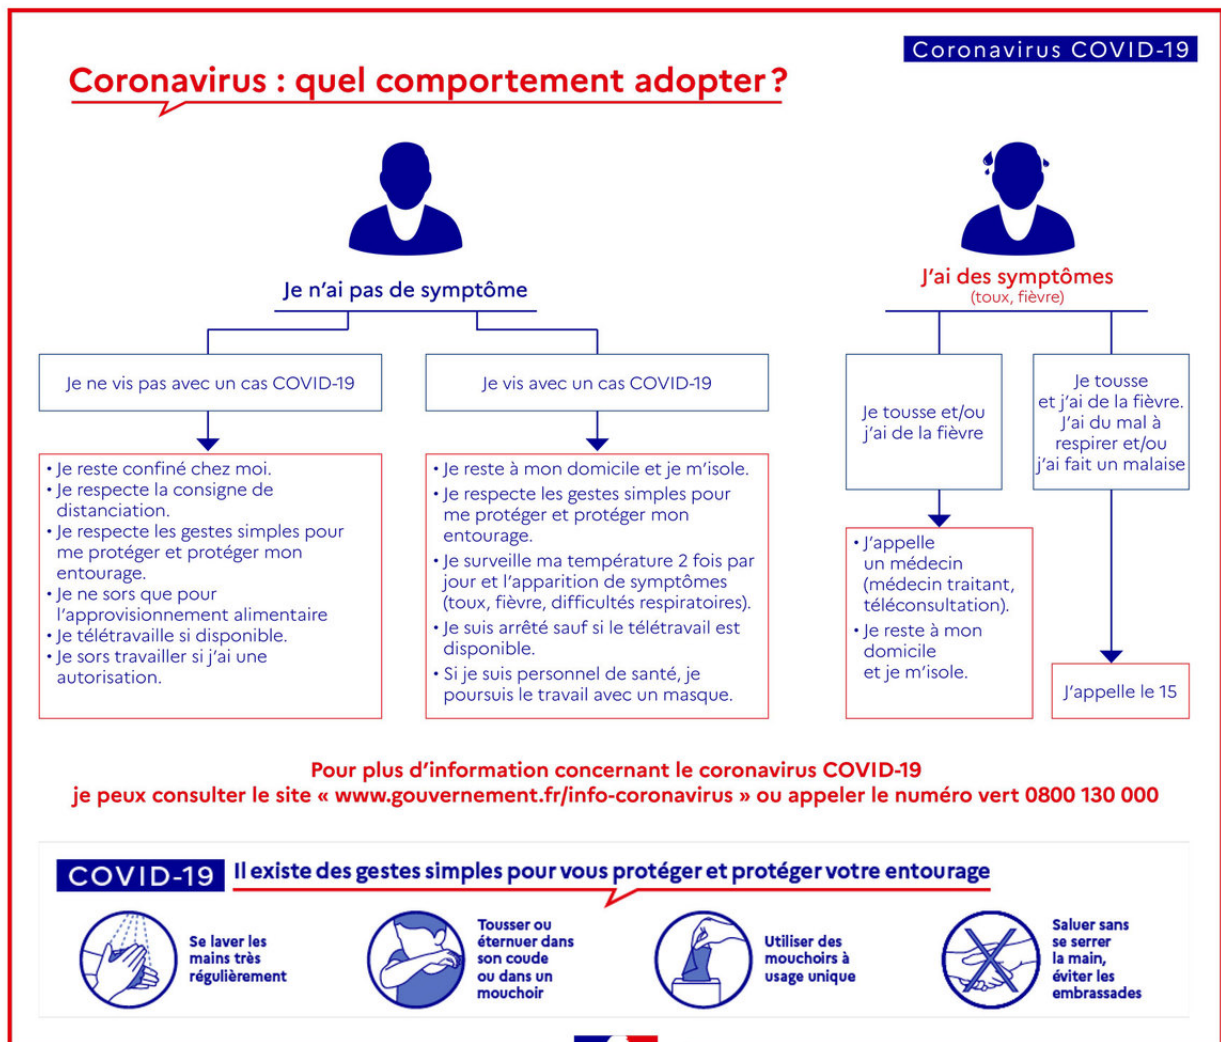 Coronavirus COVID-19
Coronavirus : quel comportement adopter ?
Je n'ai pas de symptôme
J'ai des symptômes
(toux, fièvre)
Je ne vis pas avec un cas COVID-19
Je vis avec un cas COVID-19
Je tousse et/ou
j'ai de la fièvre
Je tousse
et j'ai de la fièvre.
J'ai du mal à
respirer et/ou
j'ai fait un malaise
• Je reste confiné chez moi.
• Je respecte la consigne de
distanciation.
• Je respecte les gestes simples pour
me protéger et protéger mon
entourage.
• Je ne sors que pour
l'approvisionnement alimentaire
• Je télétravaille si disponible.
• Je sors travailler si j'ai une
autorisation.
• Je reste à mon domicile et je m'isole.
• Je respecte les gestes simples pour
me protéger et protéger mon
entourage.
• Je surveille ma température 2 fois par
jour et l'apparition de symptômes
(toux, fièvre, difficultés respiratoires).
• Je suis arrêté sauf si le télétravail est
disponible.
• Si je suis personnel de santé, je
poursuis le travail avec un masque.
• J'appelle
un médecin
(médecin traitant,
téléconsultation).
• Je reste à mon
domicile
et je m'isole.
J'appelle le 15
Pour plus d'information concernant le coronavirus COVID-19
je peux consulter le site « www.gouvernement.fr/info-coronavirus » ou appeler le numéro vert 0800 130 000
COVID-19 Il existe des gestes simples pour vous protéger et protéger votre entourage
Se laver les
mains très
régulièrement
Tousser ou
éternuer dans
son coude
ou dans un
mouchoir
Utiliser des
mouchoirs à
usage unique
Saluer sans
se serrer
la main,
éviter les
embrassades